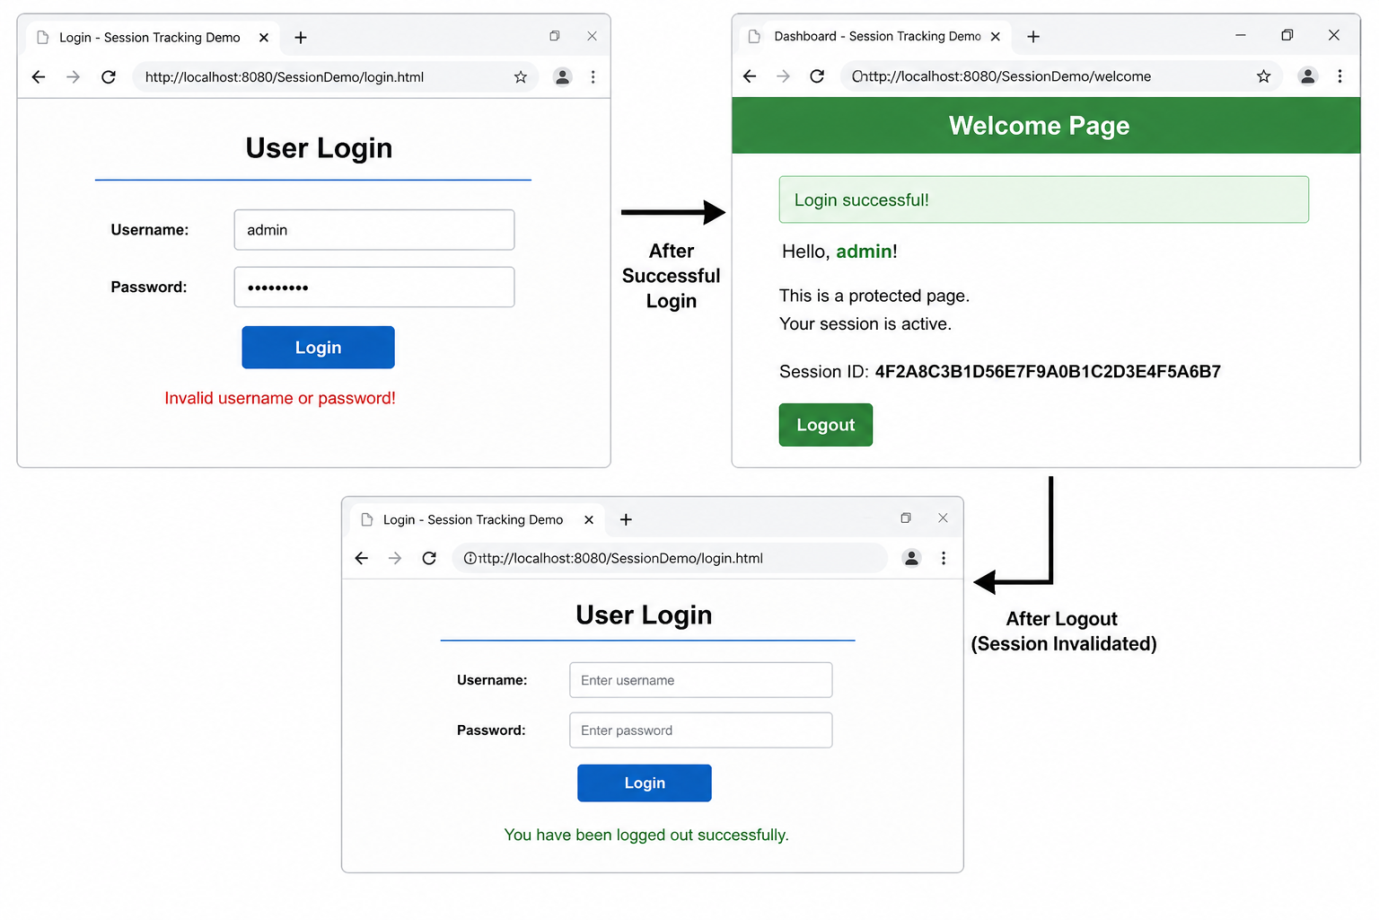 Login - Session Tracking Demo
http://localhost:8080/SessionDemo/login.html
User Login
Username: admin
Password: •••••••••
Login
Invalid username or password!
After
Successful
Login
Dashboard - Session Tracking Demo
ttp://localhost:8080/SessionDemo/welcome
Welcome Page
Login successful!
Hello, admin!
This is a protected page.
Your session is active.
Session ID: 4F2A8C3B1D56E7F9A0B1C2D3E4F5A6B7
Logout
After Logout
(Session Invalidated)
Login - Session Tracking Demo
ttp://localhost:8080/SessionDemo/login.html
User Login
Username: Enter username
Password: Enter password
Login
You have been logged out successfully.